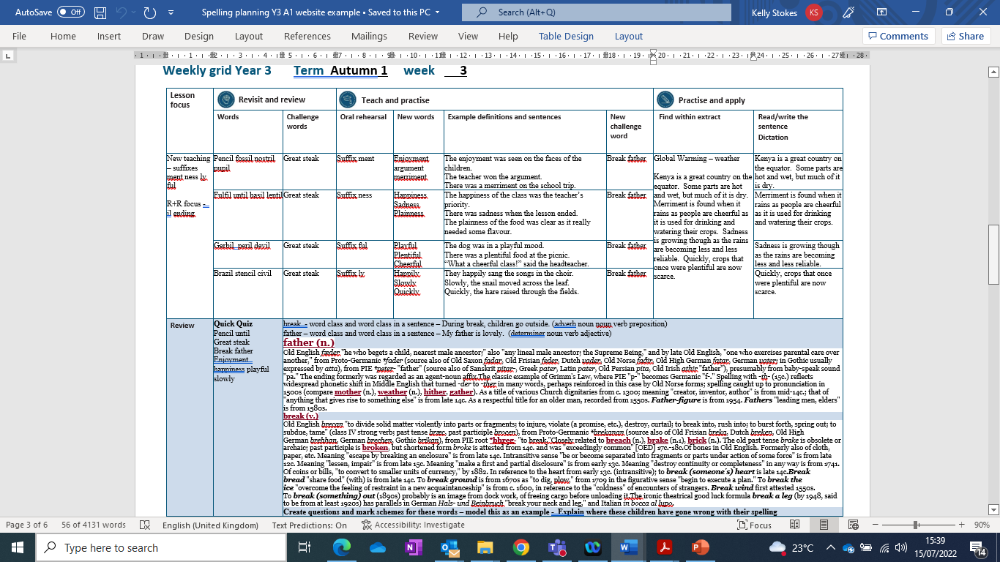 AutoSave Off Spelling planning Y3 A1 website example • Saved to this PC Search (Alt+Q) Kelly Stokes KS
File Home Insert Draw Design Layout References Mailings Review View Help Table Design Layout Comments Share
Weekly grid Year 3 Term Autumn 1 week 3
Lesson focus
Revisit and review
Teach and practise
Practise and apply
Words
Challenge words
Oral rehearsal
New words
Example definitions and sentences
New challenge word
Find within extract
Read/write the sentence
Dictation
New teaching
– suffixes
ment ness ly
ful
R+R focus –
il ending
Pencil fossil nostril
pupil
Great steak
Suffix ment
Enjoyment
argument
merriment
The enjoyment was seen on the faces of the
children.
The teacher won the argument.
There was a merriment on the school trip.
Break father
Global Warming – weather
Kenya is a great country on the
equator. Some parts are hot
and wet, but much of it is dry.
Merriment is found when it
rains as people are cheerful as
it is used for drinking and
watering their crops. Sadness
is growing though as the rains
are becoming less and less
reliable. Quickly, crops that
once were plentiful are now
scarce.
Kenya is a great country on
the equator. Some parts are
hot and wet, but much of it
is dry.
Fulfil until basil lentil
Great steak
Suffix ness
Happiness
Sadness
Plainness
The happiness of the class was the teacher's
priority.
There was sadness when the lesson ended.
The plainness of the food was clear as it really
needed some flavour.
Break father
Merriment is found when it
rains as people are cheerful
as it is used for drinking
and watering their crops.
Gerbil peril devil
Great steak
Suffix ful
Playful
Plentiful
Cheerful
The dog was in a playful mood.
There was a plentiful food at the picnic.
"What a cheerful class!" said the headteacher.
Break father
Sadness is growing though
as the rains are becoming
less and less reliable.
Brazil stencil civil
Great steak
Suffix ly
Happily
Slowly
Quickly
They happily sang the songs in the choir.
Slowly, the snail moved across the leaf.
Quickly, the hare raised through the fields.
Break father
Quickly, crops that once
were plentiful are now
scarce.
Review
Quick Quiz
Pencil until
Great steak
Break father
Enjoyment
happiness playful
slowly
break - word class and word class in a sentence – During break, children go outside. (adverb noun noun verb preposition)
father – word class and word class in a sentence – My father is lovely. (determiner noun verb adjective)
father (n.)
Old English fæder "he who begets a child, nearest male ancestor;" also "any lineal male ancestor; the Supreme Being," and by late Old English, "one who exercises parental care over
another," from Proto-Germanic *fader (source also of Old Saxon fadar, Old Frisian feder, Dutch vader, Old Norse faðir, Old High German fatar, German vater; in Gothic usually
expressed by atta), from PIE *pater- "father" (source also of Sanskrit pitar-, Greek pater, Latin pater, Old Persian pita, Old Irish athir "father"), presumably from baby-speak sound
"pa." The ending formerly was regarded as an agent-noun affix.The classic example of Grimm's Law, where PIE "p-" becomes Germanic "f-." Spelling with -th- (15c.) reflects
widespread phonetic shift in Middle English that turned -der to -ther in many words, perhaps reinforced in this case by Old Norse forms; spelling caught up to pronunciation in
1500s (compare mother (n.), weather (n.), hither, gather). As a title of various Church dignitaries from c. 1300; meaning "creator, inventor, author" is from mid-14c.; that of
"anything that gives rise to something else" is from late 14c. As a respectful title for an older man, recorded from 1550s. Father-figure is from 1954. Fathers "leading men, elders"
is from 1580s.
break (v.)
Old English brecan "to divide solid matter violently into parts or fragments; to injure, violate (a promise, etc.), destroy, curtail; to break into, rush into; to burst forth, spring out; to
subdue, tame" (class IV strong verb; past tense bræc, past participle brocen), from Proto-Germanic *brekanan (source also of Old Frisian breka, Dutch breken, Old High
German brehhan, German brechen, Gothic brikan), from PIE root *bhreg- "to break."Closely related to breach (n.), brake (n.1), brick (n.). The old past tense brake is obsolete or
archaic; past participle is broken, but shortened form broke is attested from 14c. and was "exceedingly common" [OED] 17c.-18c.Of bones in Old English. Formerly also of cloth,
paper, etc. Meaning "escape by breaking an enclosure" is from late 14c. Intransitive sense "be or become separated into fragments or parts under action of some force" is from late
12c. Meaning "lessen, impair" is from late 15c. Meaning "make a first and partial disclosure" is from early 13c. Meaning "destroy continuity or completeness" in any way is from 1741.
Of coins or bills, "to convert to smaller units of currency," by 1882. In reference to the heart from early 13c. (intransitive); to break (someone's) heart is late 14c.Break
bread "share food" (with) is from late 14c. To break ground is from 1670s as "to dig, plow," from 1709 in the figurative sense "begin to execute a plan." To break the
ice "overcome the feeling of restraint in a new acquaintanceship" is from c. 1600, in reference to the "coldness" of encounters of strangers. Break wind first attested 1550s.
To break (something) out (1890s) probably is an image from dock work, of freeing cargo before unloading it.The ironic theatrical good luck formula break a leg (by 1948, said
to be from at least 1920s) has parallels in German Hals- und Beinbruch "break your neck and leg," and Italian in bocca al lupo.
Create questions and mark schemes for these words – model this as an example - Explain where these children have gone wrong with their spelling
Page 3 of 6 56 of 4131 words English (United Kingdom) Text Predictions: On Accessibility: Investigate Focus 90%
Type here to search 23°C 15:39
15/07/2022 14